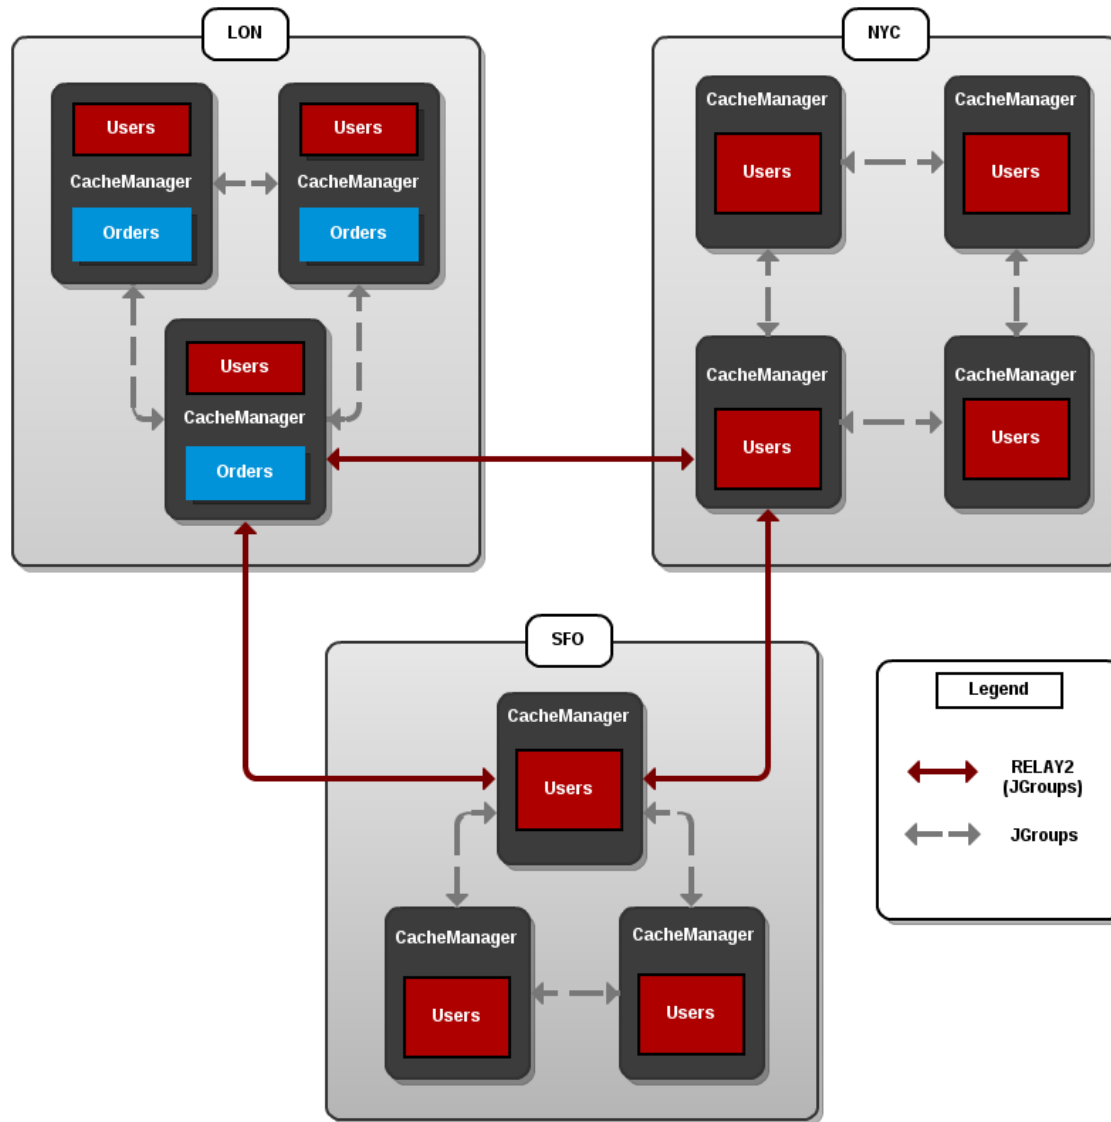 LON
Users
CacheManager
Orders
Users
CacheManager
Orders
Users
CacheManager
Orders
NYC
CacheManager
Users
CacheManager
Users
CacheManager
Users
CacheManager
Users
SFO
CacheManager
Users
CacheManager
Users
CacheManager
Users
Legend
RELAY2
(JGroups)
JGroups